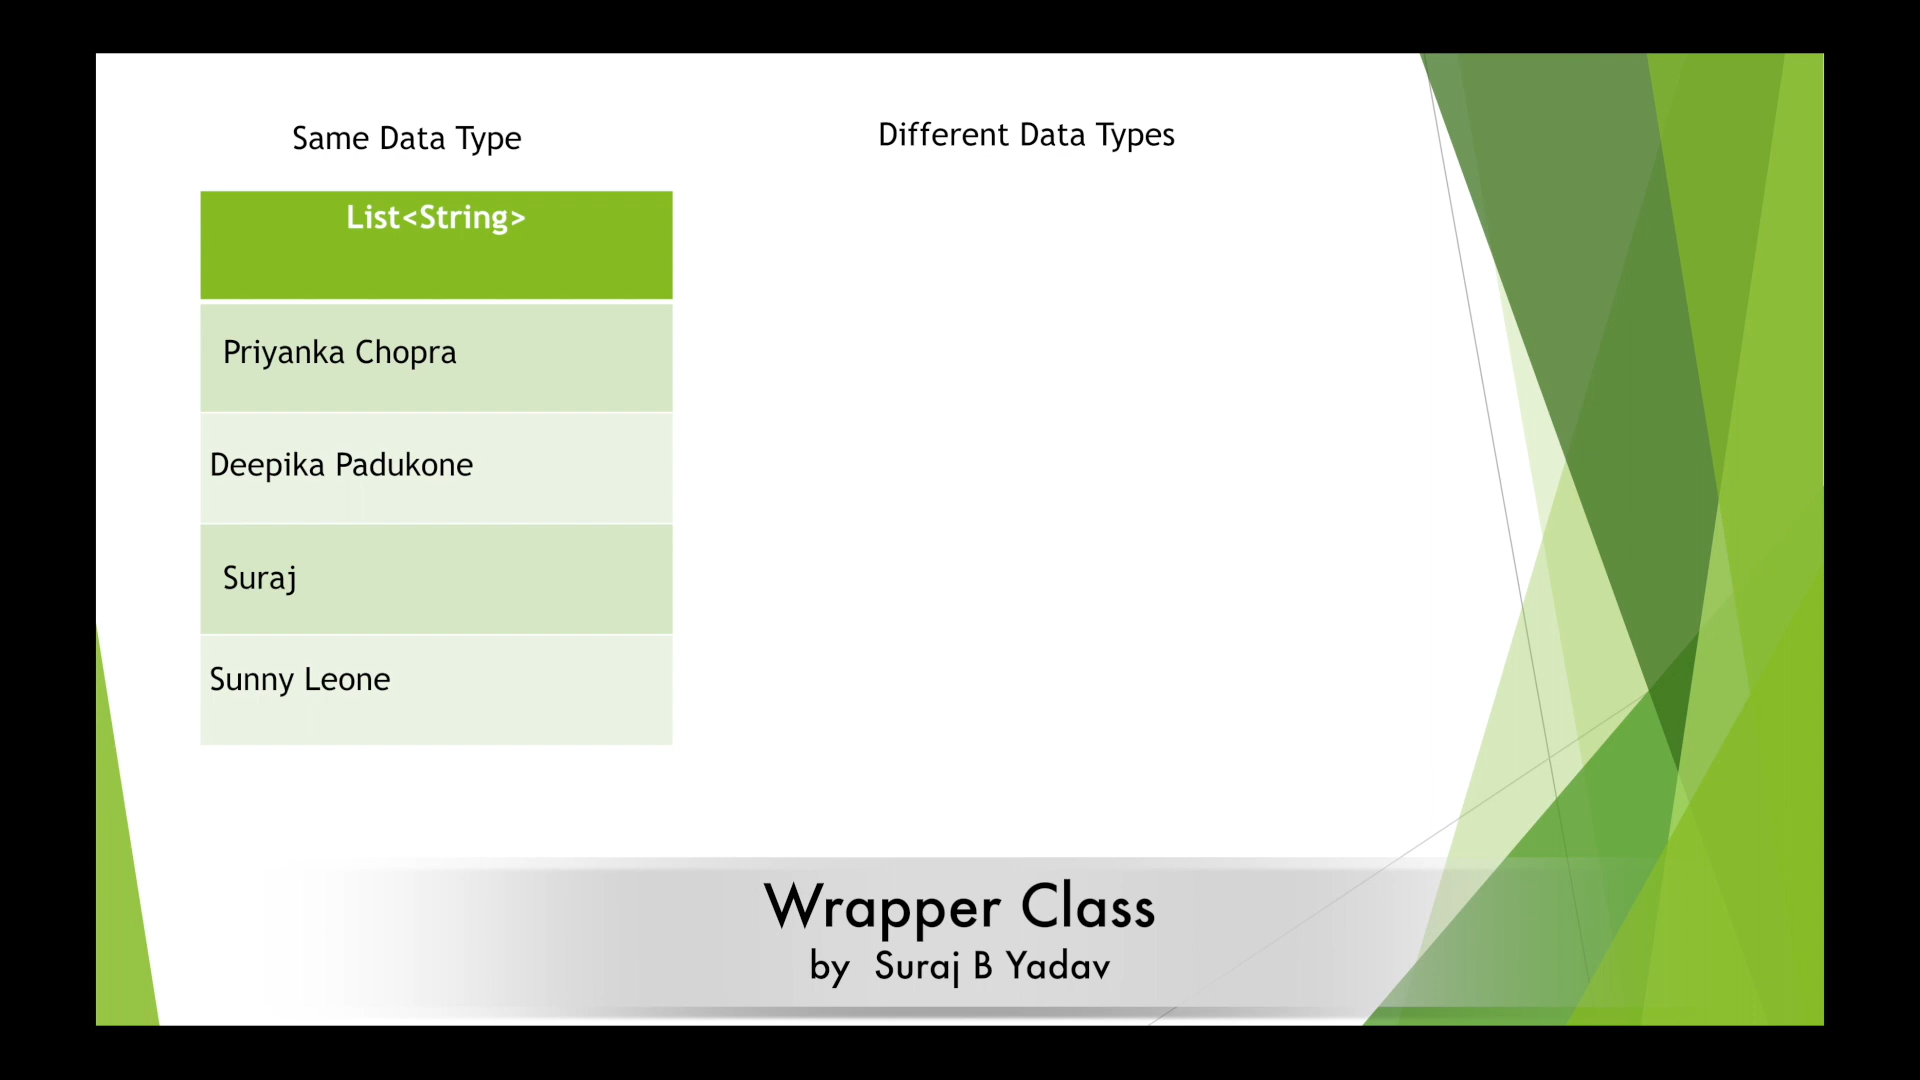 Same Data Type
Different Data Types
List<String>
Priyanka Chopra
Deepika Padukone
Suraj
Sunny Leone
Wrapper Class
by Suraj B Yadav